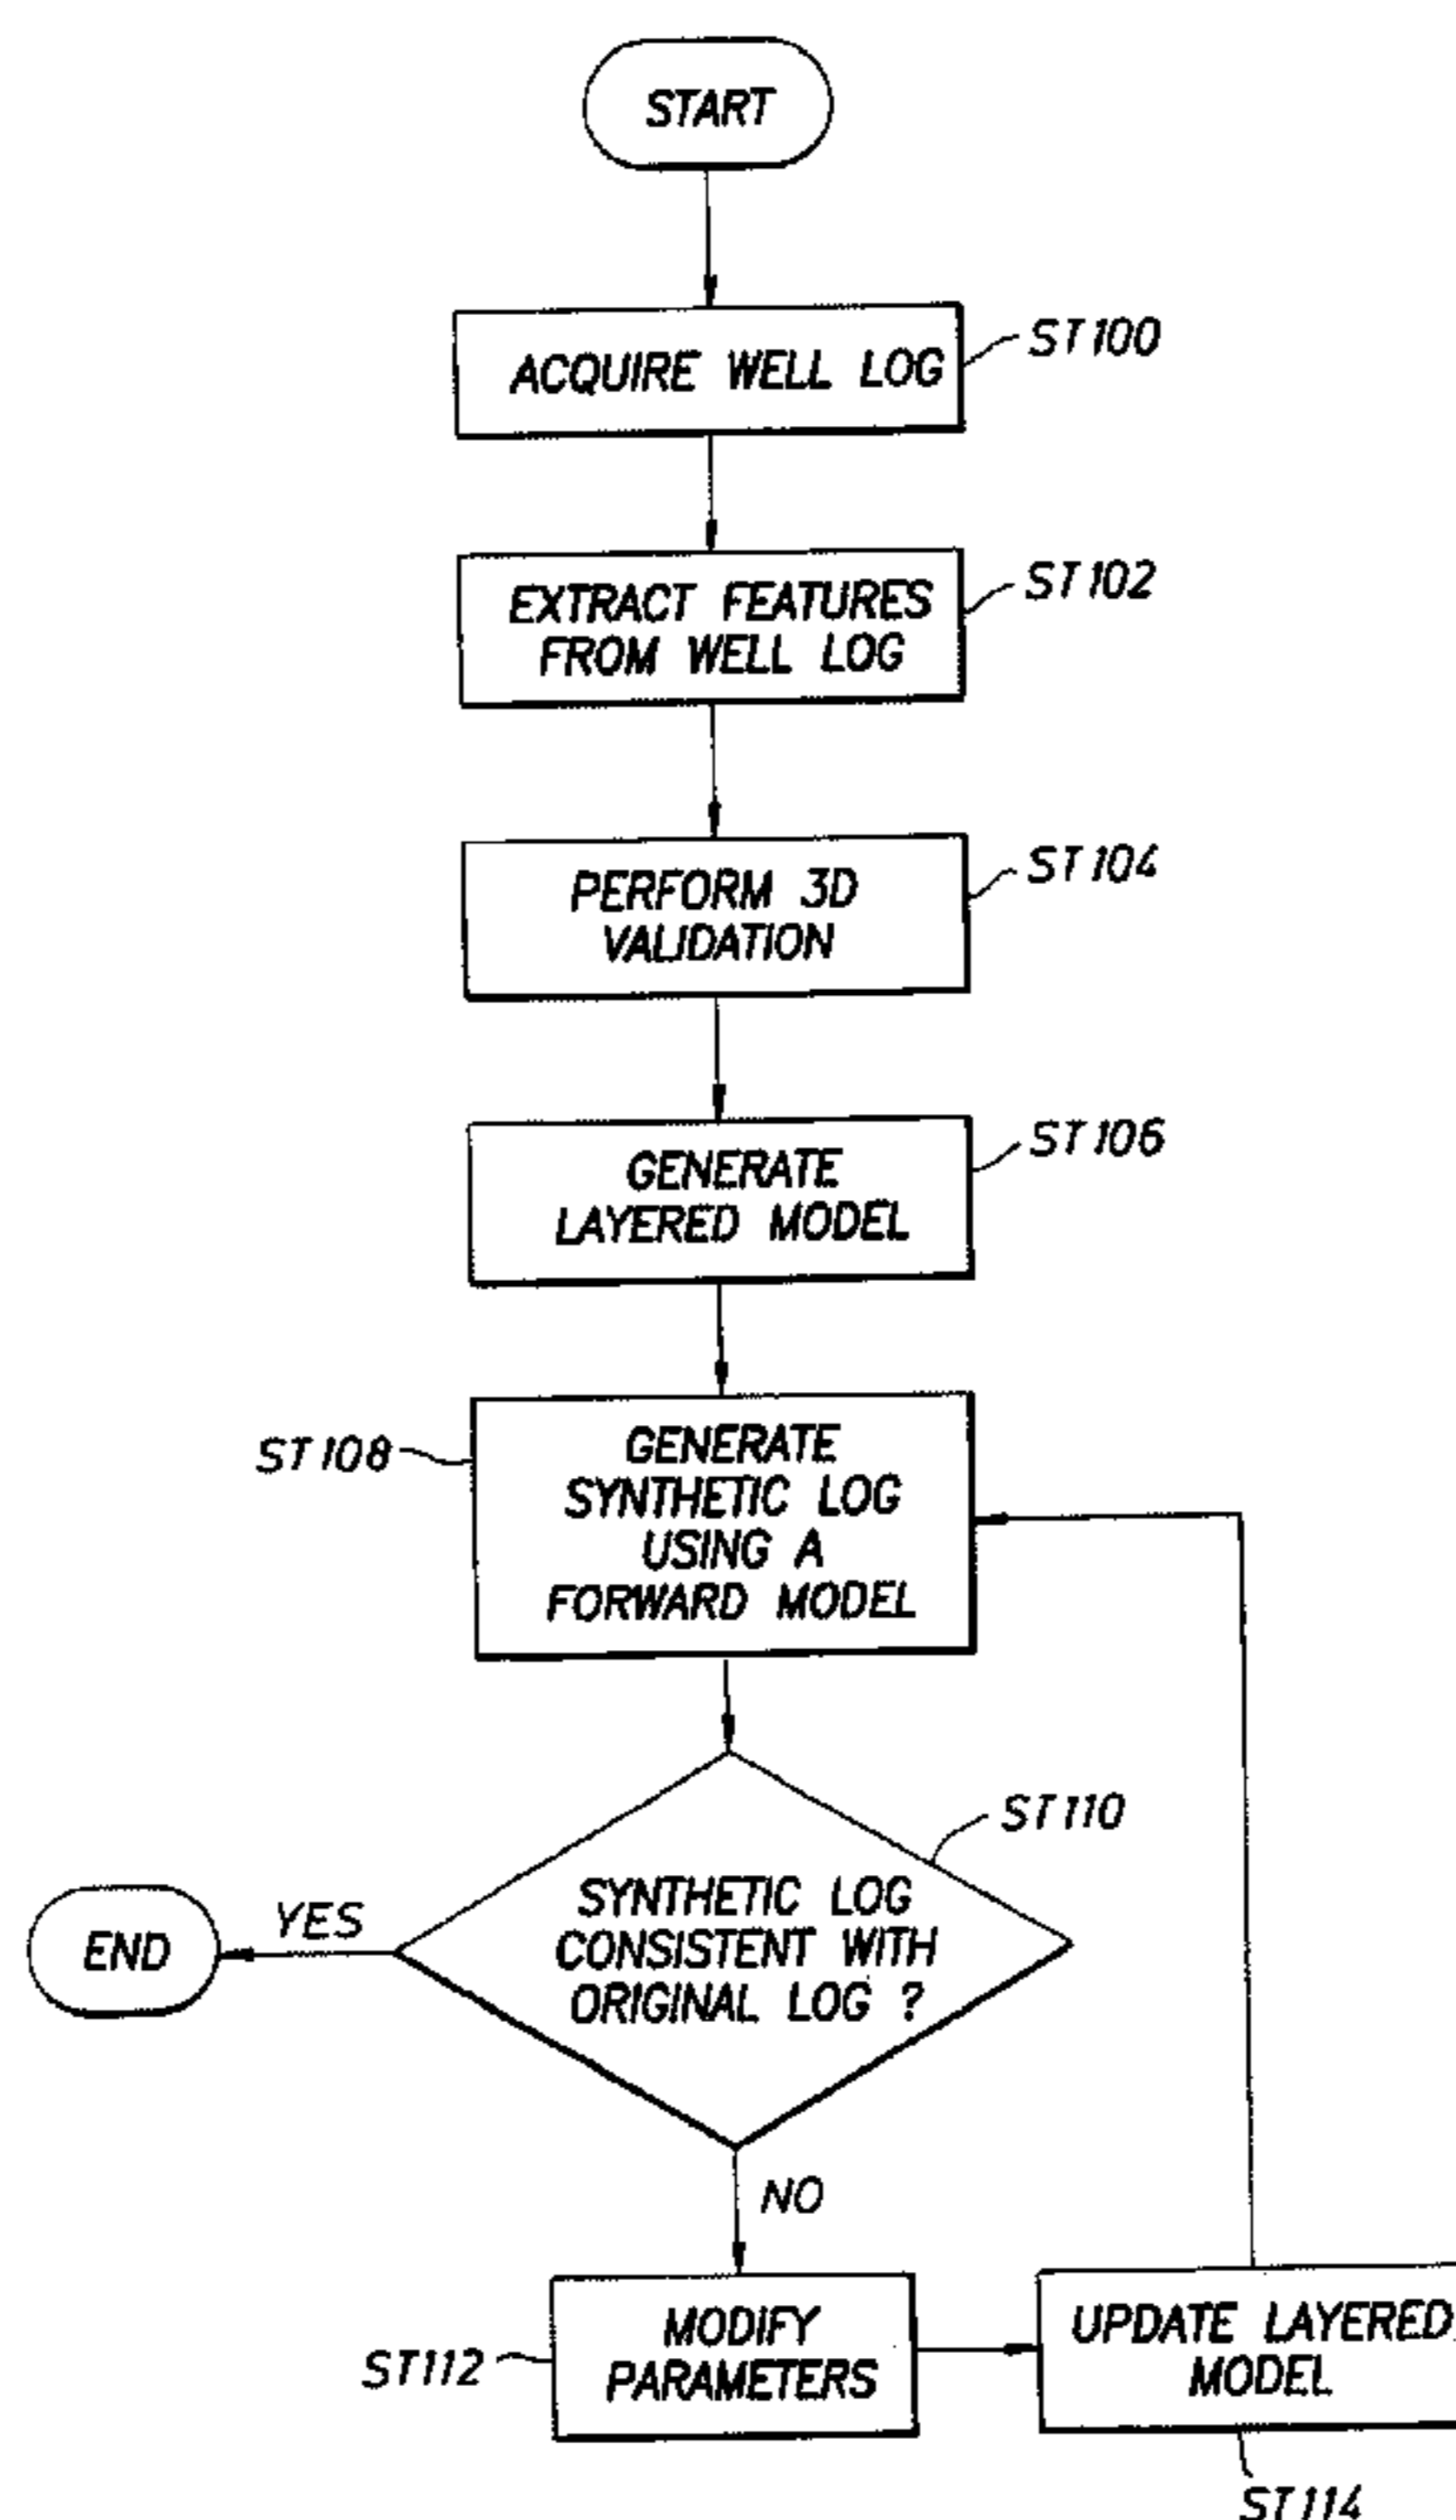 START
ACQUIRE WELL LOG
ST100
EXTRACT FEATURES
FROM WELL LOG
ST102
PERFORM 3D
VALIDATION
ST104
GENERATE
LAYERED MODEL
ST106
GENERATE
SYNTHETIC LOG
USING A
FORWARD MODEL
ST108
SYNTHETIC LOG
CONSISTENT WITH
ORIGINAL LOG ?
ST110
YES
END
NO
MODIFY
PARAMETERS
ST112
UPDATE LAYERED
MODEL
ST114